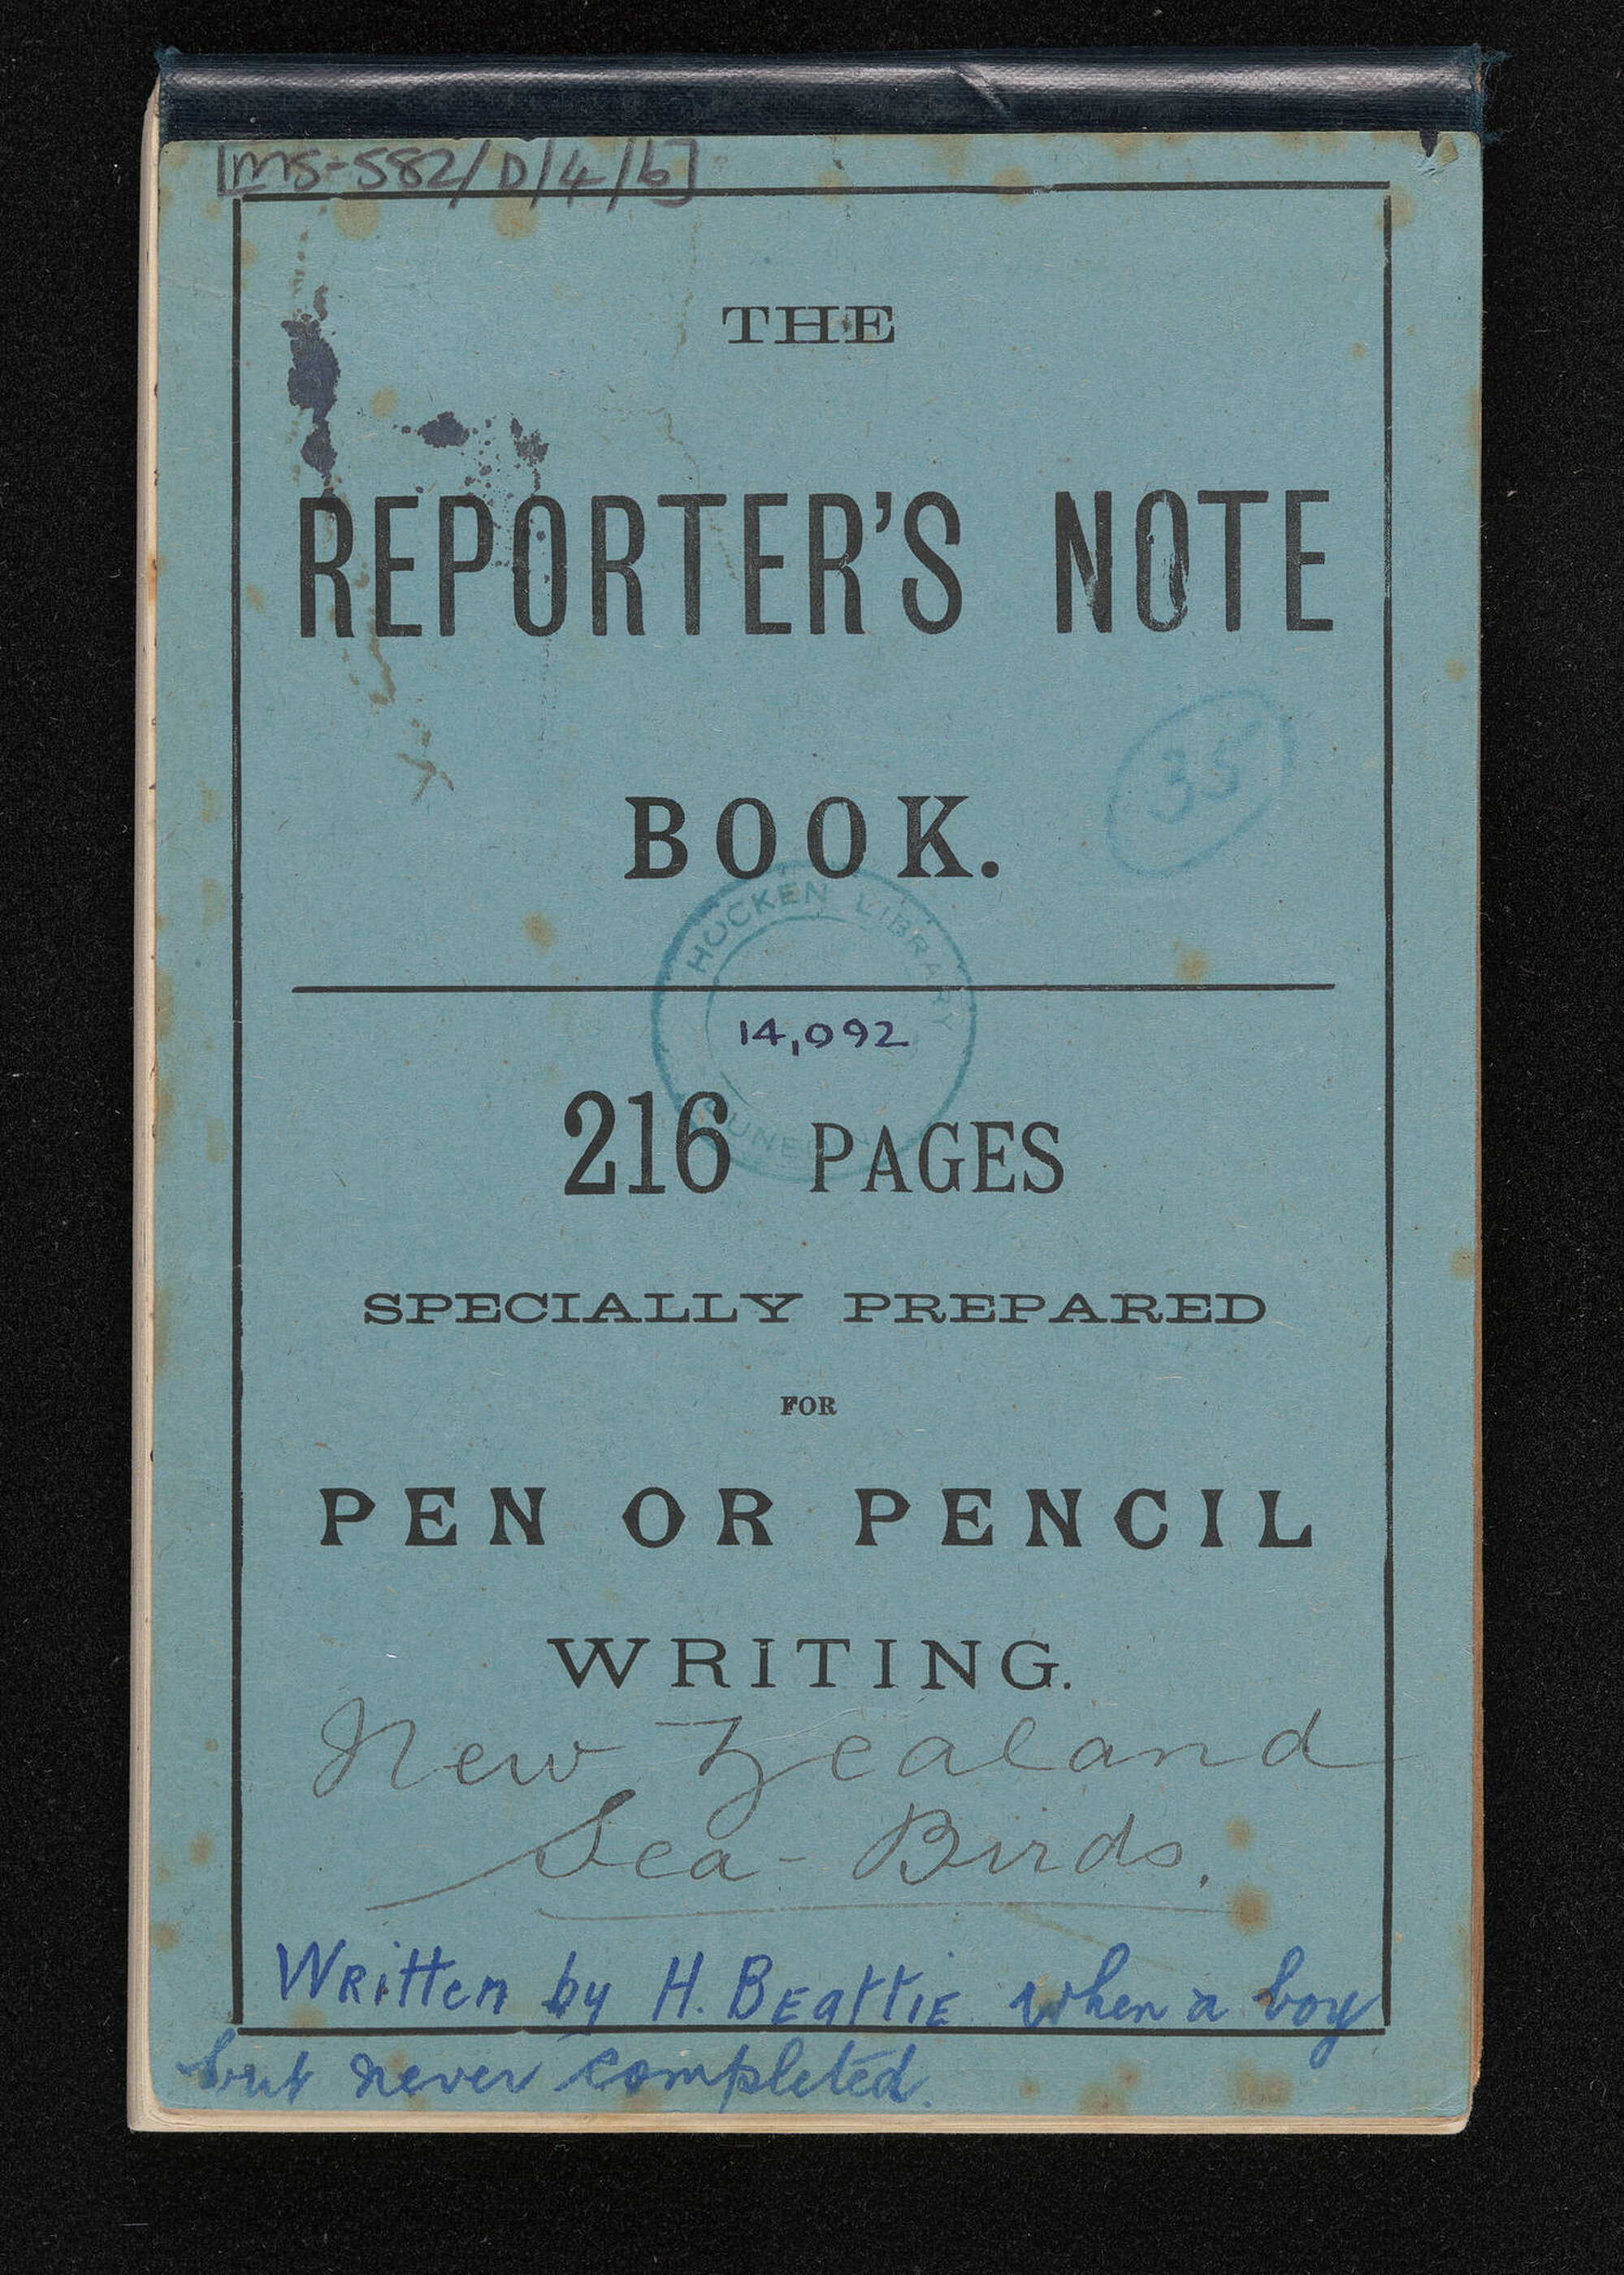 [MS-582/D/4/b]
THE
REPORTER'S NOTE
35
BOOK.
HOCKEN LIBRARY
14,092
DUNEDIN
216 PAGES
SPECIALLY PREPARED
FOR
PEN OR PENCIL
WRITING.
New Zealand
Sea-Birds.
Written by H. Beattie when a boy
but never completed.